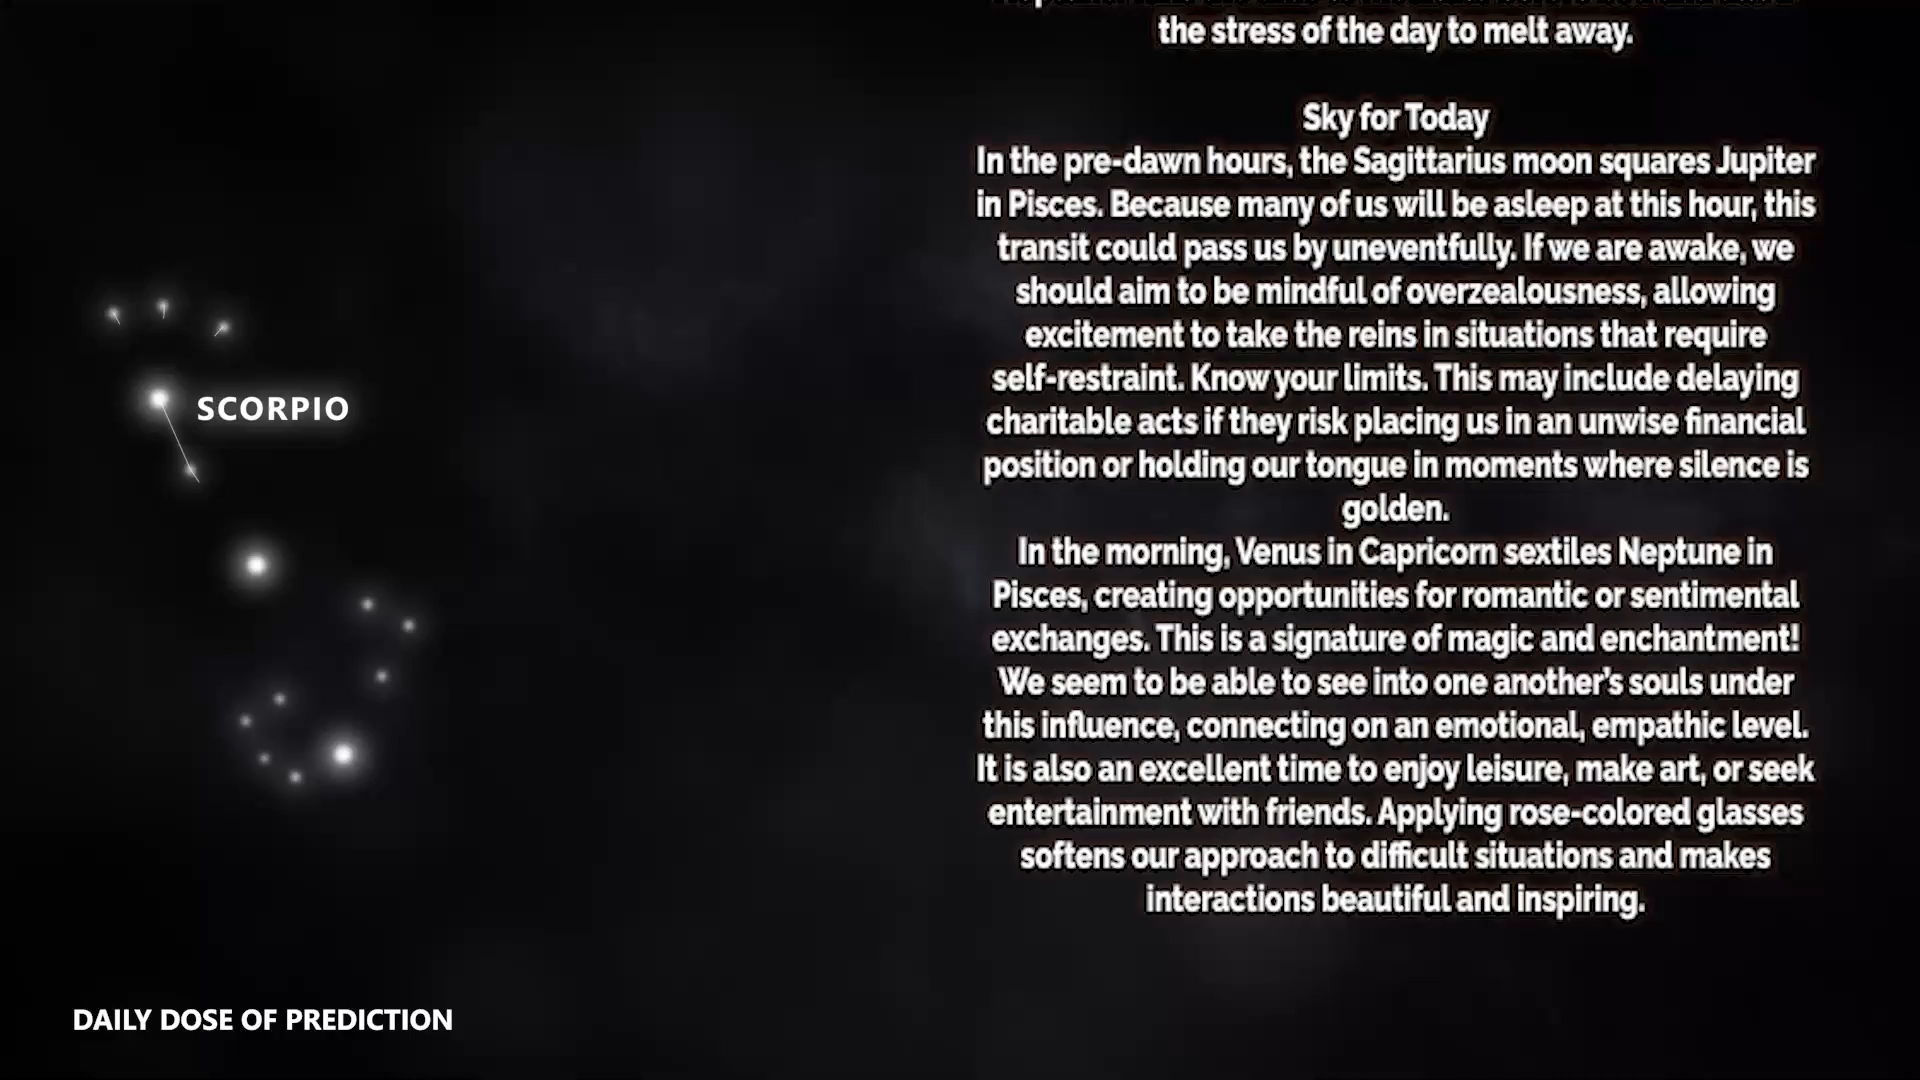 the stress of the day to melt away.
Sky for Today
In the pre-dawn hours, the Sagittarius moon squares Jupiter
in Pisces. Because many of us will be asleep at this hour, this
transit could pass us by uneventfully. If we are awake, we
should aim to be mindful of overzealousness, allowing
excitement to take the reins in situations that require
self-restraint. Know your limits. This may include delaying
charitable acts if they risk placing us in an unwise financial
position or holding our tongue in moments where silence is
golden.
In the morning, Venus in Capricorn sextiles Neptune in
Pisces, creating opportunities for romantic or sentimental
exchanges. This is a signature of magic and enchantment!
We seem to be able to see into one another’s souls under
this influence, connecting on an emotional, empathic level.
It is also an excellent time to enjoy leisure, make art, or seek
entertainment with friends. Applying rose-colored glasses
softens our approach to difficult situations and makes
interactions beautiful and inspiring.
SCORPIO
DAILY DOSE OF PREDICTION